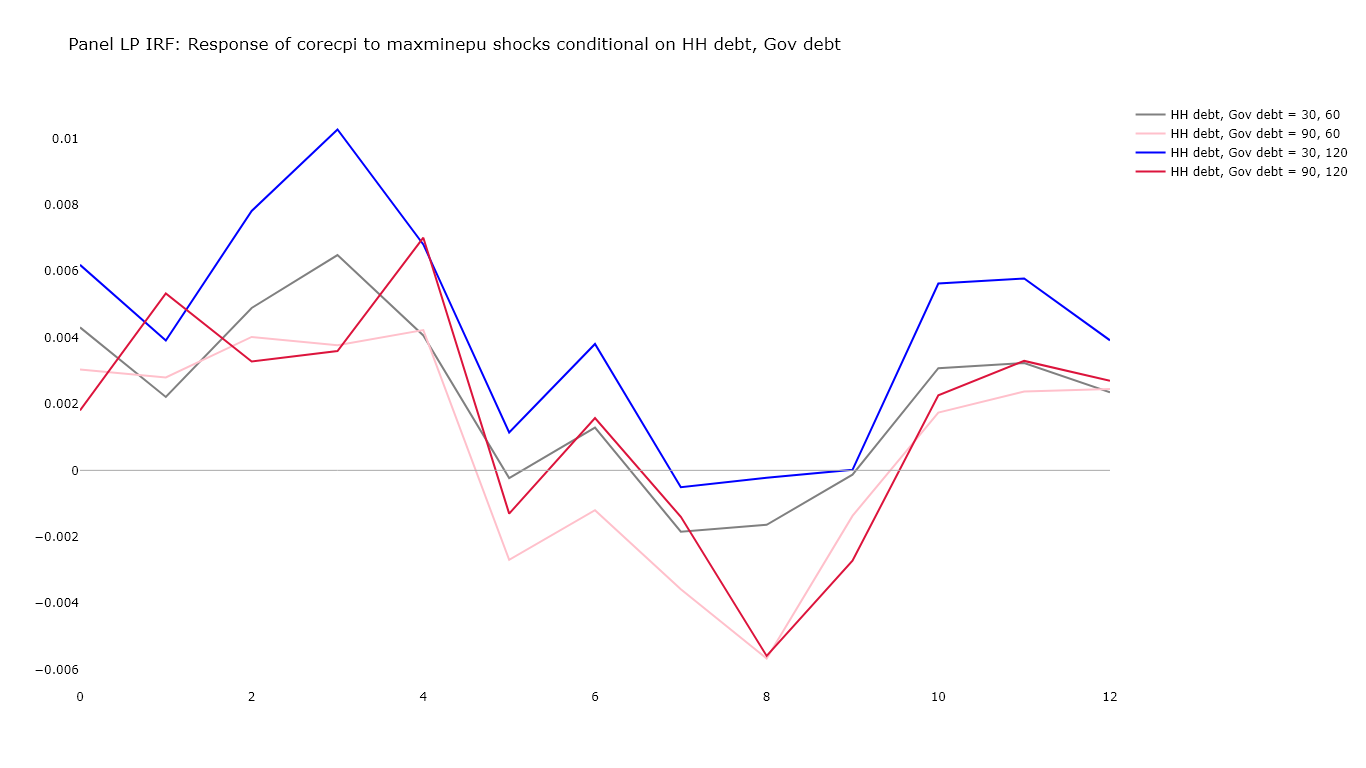 Panel LP IRF: Response of corecpi to maxminepu shocks conditional on HH debt, Gov debt
HH debt, Gov debt = 30, 60
HH debt, Gov debt = 90, 60
HH debt, Gov debt = 30, 120
HH debt, Gov debt = 90, 120
0.01
0.008
0.006
0.004
0.002
0
−0.002
−0.004
−0.006
0 2 4 6 8 10 12